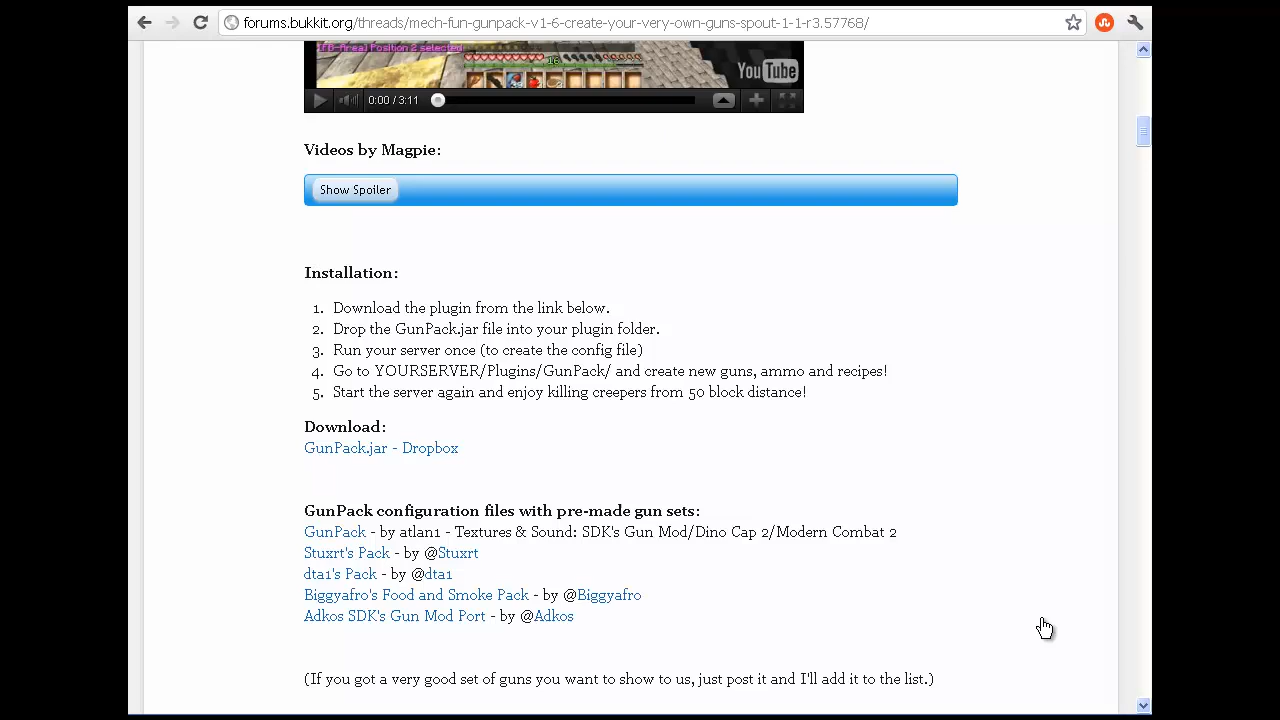 forums.bukkit.org/threads/mech-fun-gunpack-v1-6-create-your-very-own-guns-spout-1-1-r3.57768/
[FB-Area] Position 2 selected
16
YouTube
0:00 / 3:11
Videos by Magpie:
Show Spoiler
Installation:
1. Download the plugin from the link below.
2. Drop the GunPack.jar file into your plugin folder.
3. Run your server once (to create the config file)
4. Go to YOURSERVER/Plugins/GunPack/ and create new guns, ammo and recipes!
5. Start the server again and enjoy killing creepers from 50 block distance!
Download:
GunPack.jar - Dropbox
GunPack configuration files with pre-made gun sets:
GunPack - by atlan1 - Textures & Sound: SDK's Gun Mod/Dino Cap 2/Modern Combat 2
Stuxrt's Pack - by @Stuxrt
dta1's Pack - by @dta1
Biggyafro's Food and Smoke Pack - by @Biggyafro
Adkos SDK's Gun Mod Port - by @Adkos
(If you got a very good set of guns you want to show to us, just post it and I'll add it to the list.)